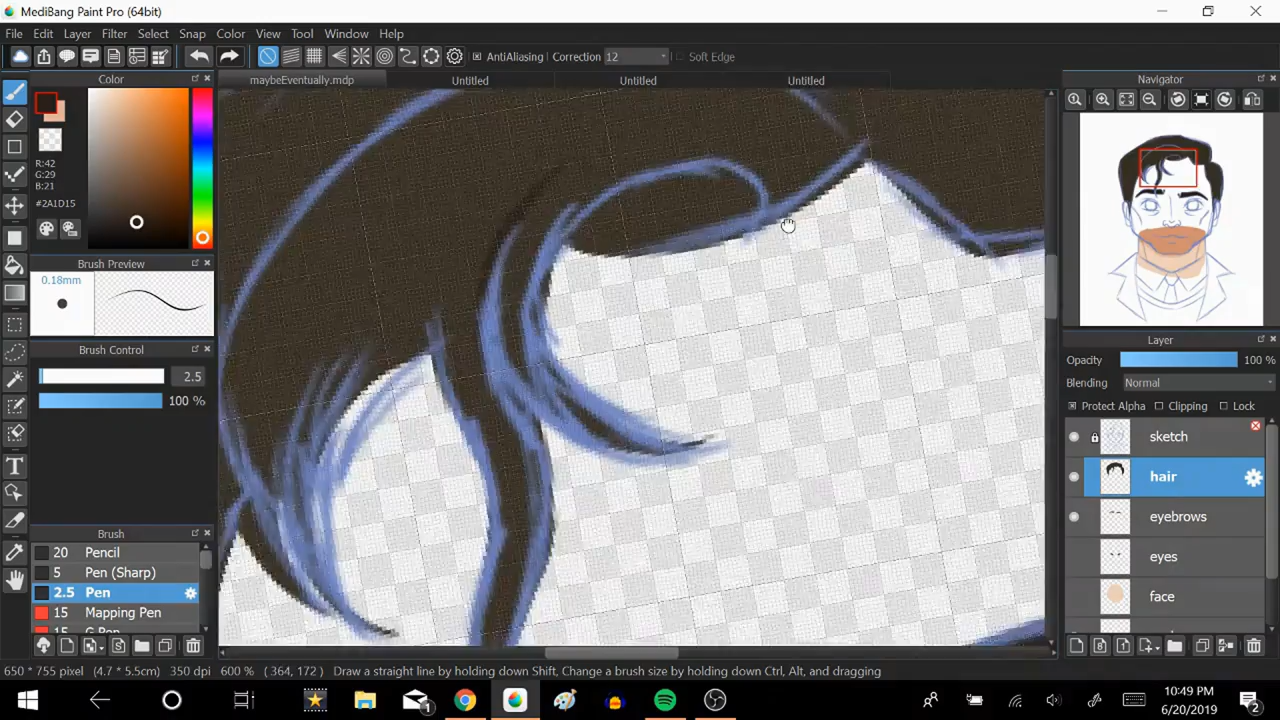 MediBang Paint Pro (64bit)
File Edit Layer Filter Select Snap Color View Tool Window Help
AntiAliasing Correction 12 Soft Edge
Color
maybeEventually.mdp Untitled Untitled Untitled
Navigator
R:42
G:29
B:21
#2A1D15
Brush Preview
0.18mm
Brush Control
2.5
100 %
Layer
Opacity 100 %
Blending Normal
Protect Alpha Clipping Lock
sketch
hair
eyebrows
eyes
face
Brush
20 Pencil
5 Pen (Sharp)
2.5 Pen
15 Mapping Pen
15 G Pen
650 * 755 pixel (4.7 * 5.5cm) 350 dpi 600 % ( 364, 172 ) Draw a straight line by holding down Shift, Change a brush size by holding down Ctrl, Alt, and dragging
1
10:49 PM
6/20/2019
2